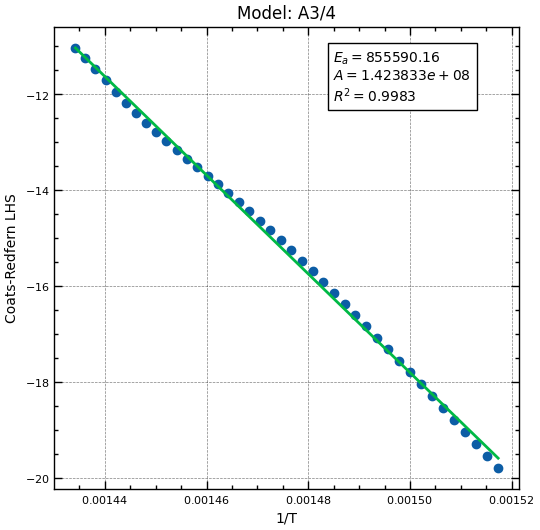 Model: A3/4
E_a = 855590.16
A = 1.423833e + 08
R² = 0.9983
Coats-Redfern LHS
−12
−14
−16
−18
−20
0.00144 0.00146 0.00148 0.00150 0.00152
1/T